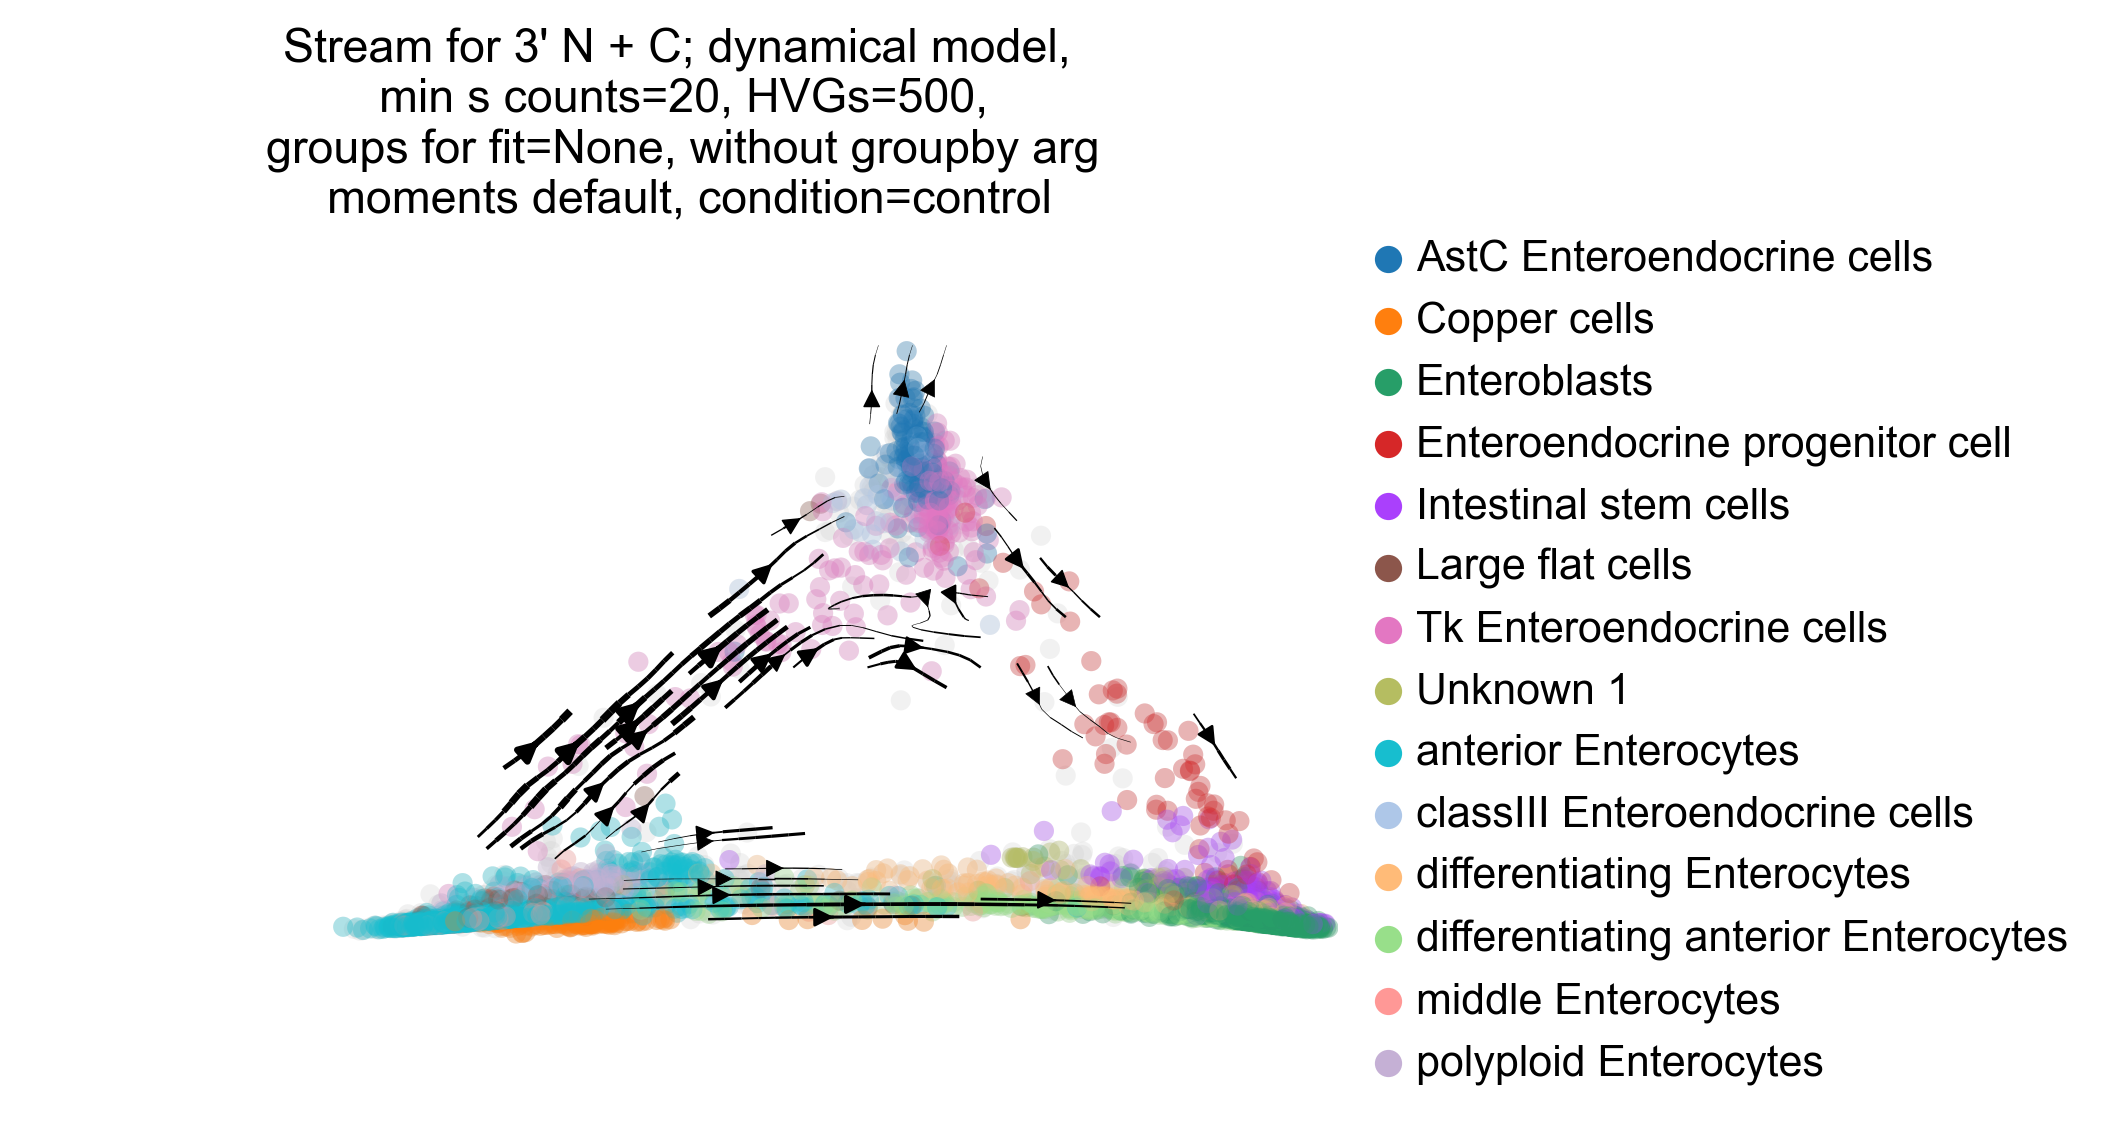 Stream for 3' N + C; dynamical model,
min s counts=20, HVGs=500,
groups for fit=None, without groupby arg
moments default, condition=control
AstC Enteroendocrine cells
Copper cells
Enteroblasts
Enteroendocrine progenitor cell
Intestinal stem cells
Large flat cells
Tk Enteroendocrine cells
Unknown 1
anterior Enterocytes
classIII Enteroendocrine cells
differentiating Enterocytes
differentiating anterior Enterocytes
middle Enterocytes
polyploid Enterocytes